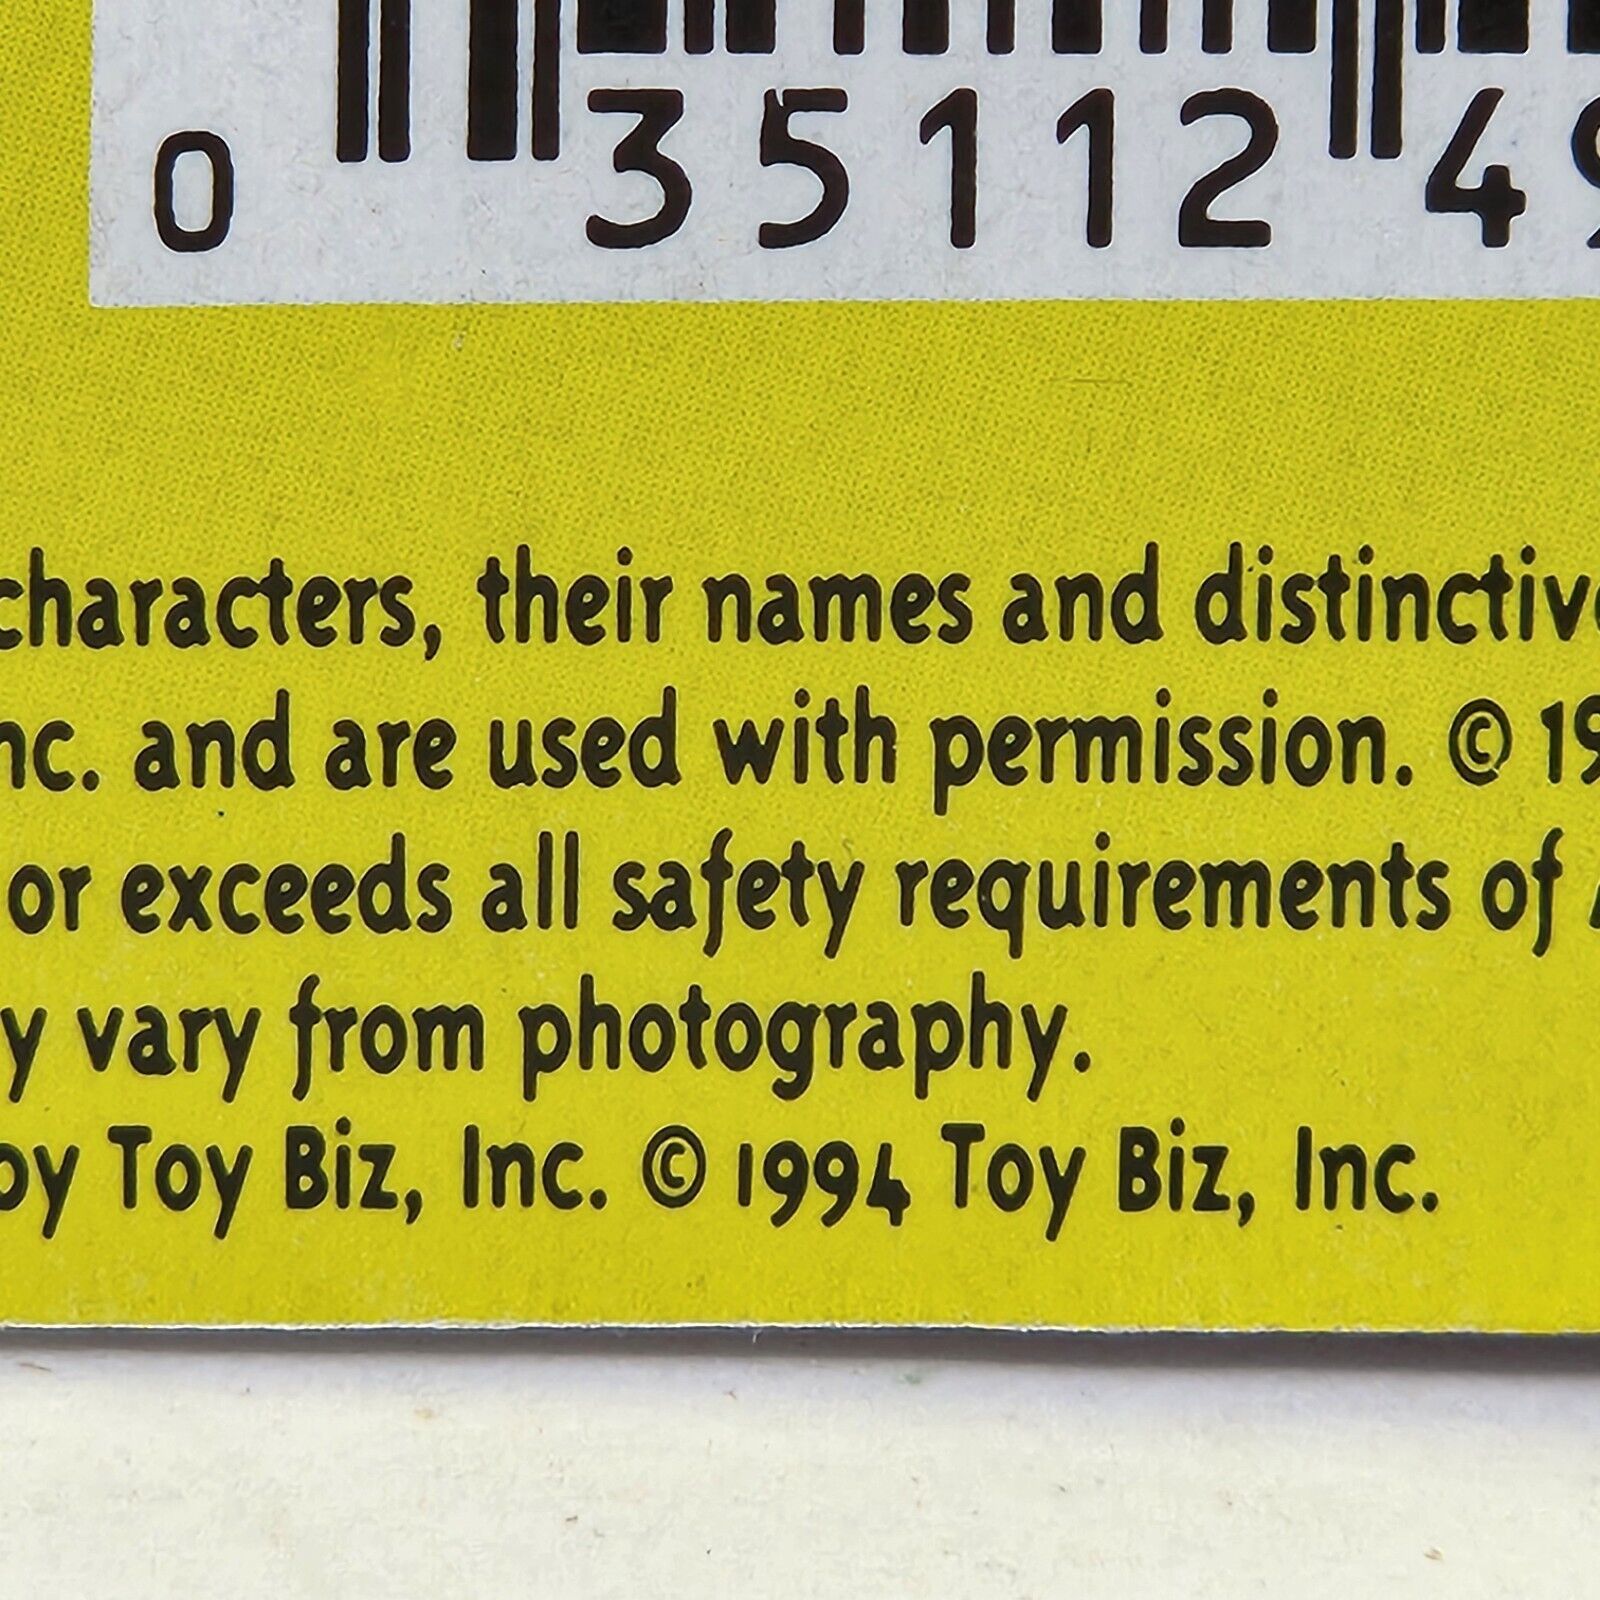 0 35112 4
characters, their names and distinctive
nc. and are used with permission. © 19
or exceeds all safety requirements of
y vary from photography.
by Toy Biz, Inc. © 1994 Toy Biz, Inc.